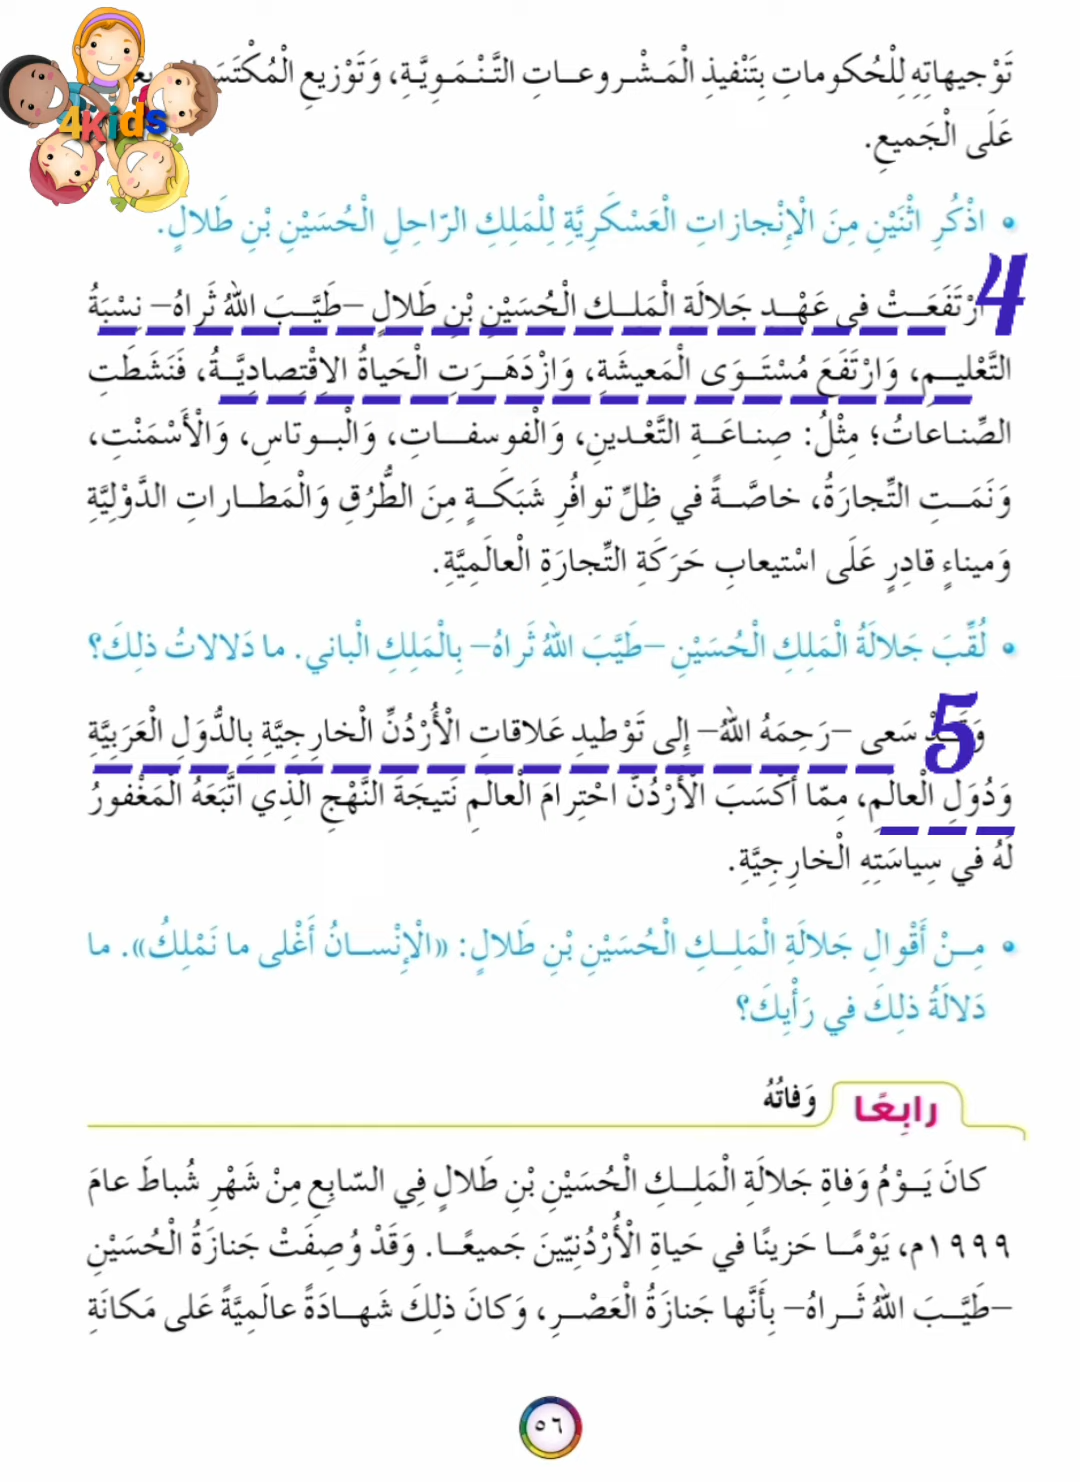 تَوْجيهاتِهِ لِلْحُكوماتِ بِتَنْفيذِ الْمَشْروعاتِ التَّنْمَوِيَّةِ، وَتَوْزيعِ
عَلَى الْجَميعِ.
4kids
• اذْكُرِ اثْنَيْنِ مِنَ الْإِنْجازاتِ الْعَسْكَرِيَّةِ لِلْمَلِكِ الرّاحِلِ الْحُسَيْنِ بْنِ طَلالٍ.
4
ارْتَفَعَتْ في عَهْدِ جَلالَةِ الْمَلِكِ الْحُسَيْنِ بْنِ طَلالٍ –طَيَّبَ اللهُ ثَراهُ– نِسْبَةُ
التَّعْليمِ، وَارْتَفَعَ مُسْتَوَى الْمَعيشَةِ، وَازْدَهَرَتِ الْحَياةُ الِاقْتِصادِيَّةُ، فَنَشَطَتِ
الصِّناعاتُ؛ مِثْلُ: صِناعَةِ التَّعْدينِ، وَالْفوسفاتِ، وَالْبوتاسِ، وَالْأَسْمَنْتِ،
وَنَمَتِ التِّجارَةُ، خاصَّةً في ظِلِّ توافُرِ شَبَكَةٍ مِنَ الطُّرُقِ وَالْمَطاراتِ الدَّوْلِيَّةِ
وَميناءٍ قادِرٍ عَلَى اسْتيعابِ حَرَكَةِ التِّجارَةِ الْعالَمِيَّةِ.
• لُقِّبَ جَلالَةُ الْمَلِكِ الْحُسَيْنِ –طَيَّبَ اللهُ ثَراهُ– بِالْمَلِكِ الْباني. ما دَلالاتُ ذلِكَ؟
5
وَقَدْ سَعى –رَحِمَهُ اللهُ– إِلى تَوْطيدِ عَلاقاتِ الْأُرْدُنِّ الْخارِجِيَّةِ بِالدُّوَلِ الْعَرَبِيَّةِ
وَدُوَلِ الْعالَمِ، مِمّا أَكْسَبَ الْأُرْدُنَّ احْتِرامَ الْعالَمِ نَتيجَةَ النَّهْجِ الَّذِي اتَّبَعَهُ الْمَغْفورُ
لَهُ في سِياسَتِهِ الْخارِجِيَّةِ.
• مِنْ أَقْوالِ جَلالَةِ الْمَلِكِ الْحُسَيْنِ بْنِ طَلالٍ: «الْإِنْسانُ أَغْلى ما نَمْلِكُ». ما
دَلالَةُ ذلِكَ في رَأْيِكَ؟
رابِعًا وَفاتُهُ
كانَ يَوْمُ وَفاةِ جَلالَةِ الْمَلِكِ الْحُسَيْنِ بْنِ طَلالٍ فِي السّابِعِ مِنْ شَهْرِ شُباطَ عامَ
١٩٩٩م، يَوْمًا حَزينًا في حَياةِ الْأُرْدُنِيّينَ جَميعًا. وَقَدْ وُصِفَتْ جَنازَةُ الْحُسَيْنِ
–طَيَّبَ اللهُ ثَراهُ– بِأَنَّها جَنازَةُ الْعَصْرِ، وَكانَ ذلِكَ شَهادَةً عالَمِيَّةً عَلى مَكانَةِ
٥٦